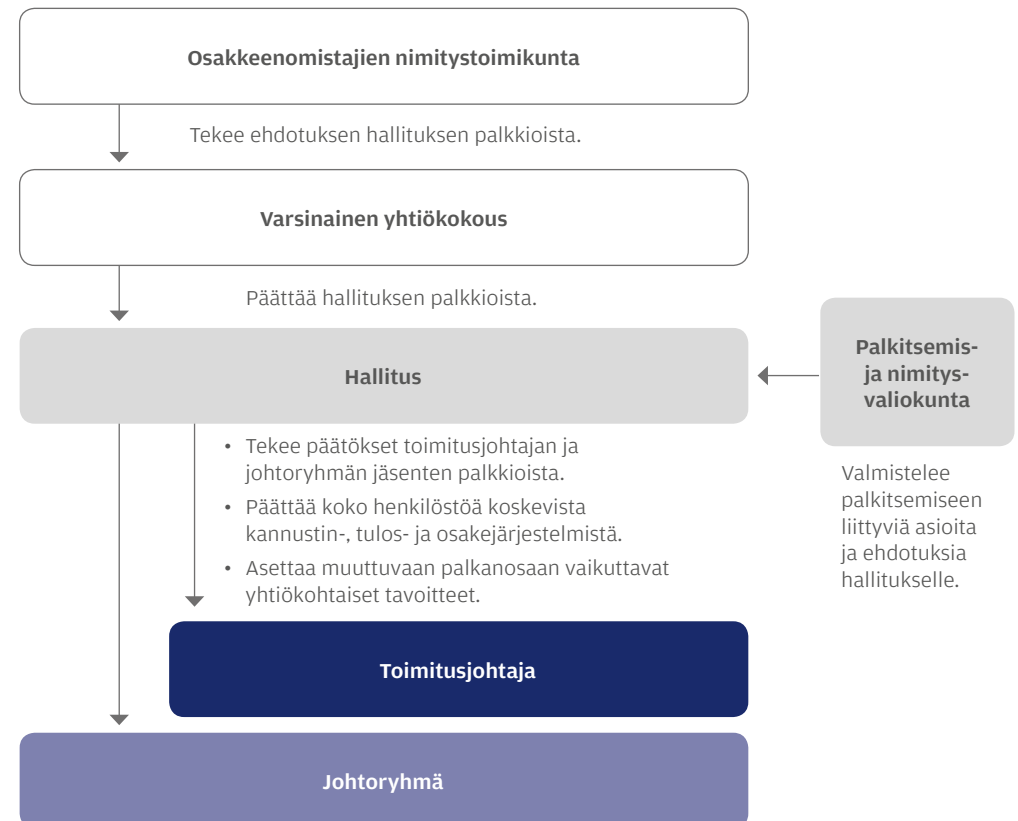 Osakkeenomistajien nimitystoimikunta
Tekee ehdotuksen hallituksen palkkioista.
Varsinainen yhtiökokous
Päättää hallituksen palkkioista.
Hallitus
Palkitsemis-
ja nimitys-
valiokunta
Valmistelee
palkitsemiseen
liittyviä asioita
ja ehdotuksia
hallitukselle.
• Tekee päätökset toimitusjohtajan ja
johtoryhmän jäsenten palkkioista.
• Päättää koko henkilöstöä koskevista
kannustin-, tulos- ja osakejärjestelmistä.
• Asettaa muuttuvaan palkanosaan vaikuttavat
yhtiökohtaiset tavoitteet.
Toimitusjohtaja
Johtoryhmä